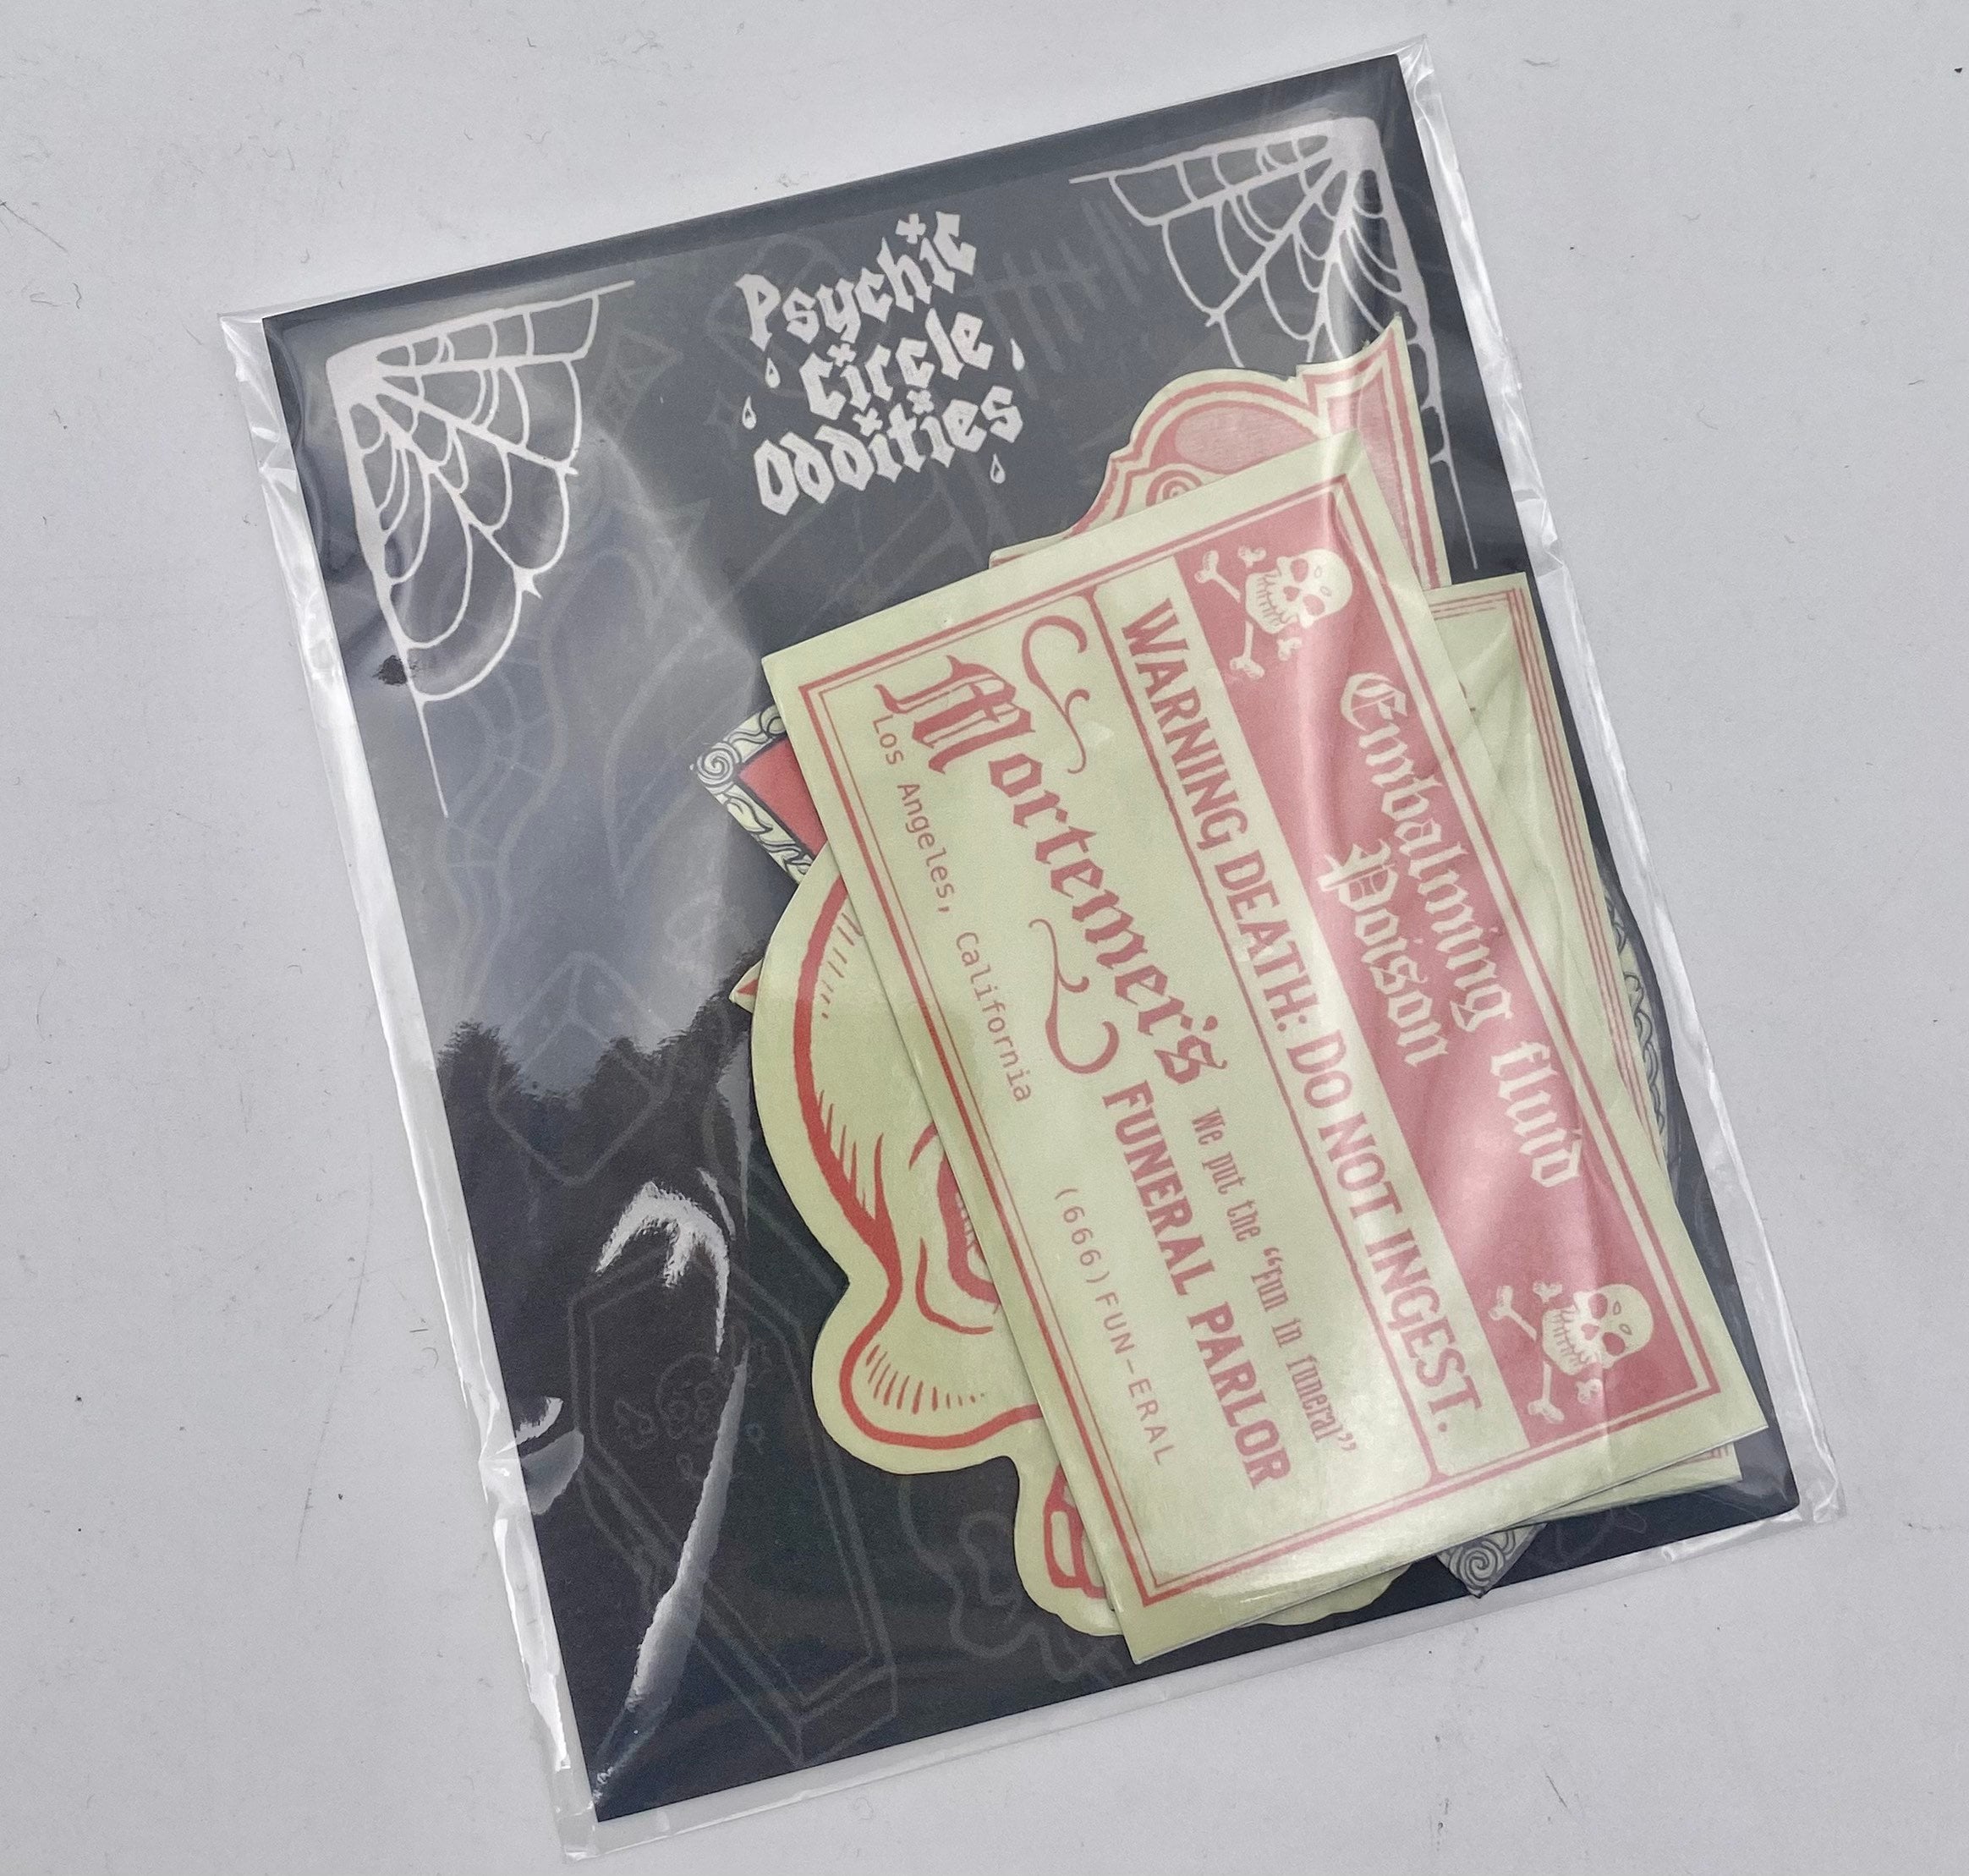 Psychic
Circle
Oddities
Embalming fluid
Poison
WARNING DEATH: DO NOT INGEST.
Mortemer's
We put the "fun in funeral"
FUNERAL PARLOR
Los Angeles, California
(666)FUN-ERAL